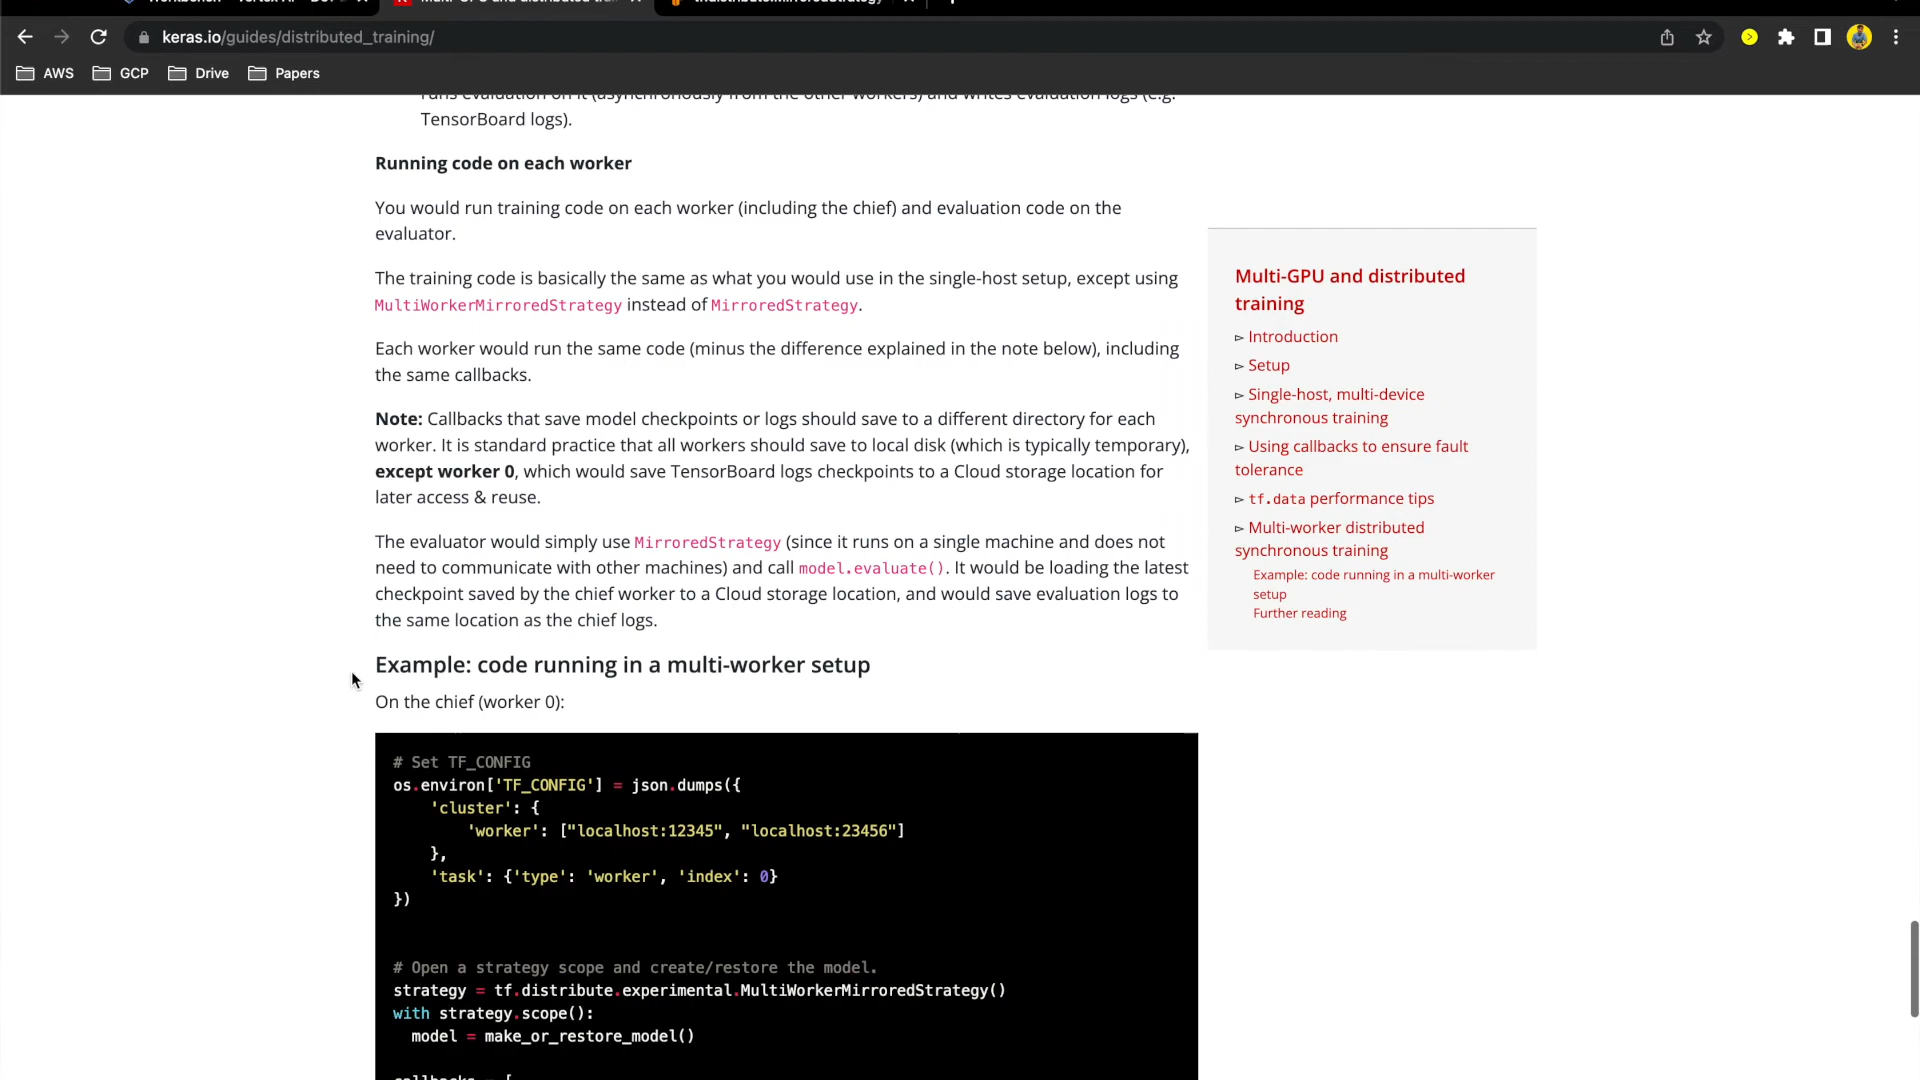 keras.io/guides/distributed_training/
AWS
GCP
Drive
Papers
TensorBoard logs).
Running code on each worker
You would run training code on each worker (including the chief) and evaluation code on the
evaluator.
The training code is basically the same as what you would use in the single-host setup, except using
MultiWorkerMirroredStrategy instead of MirroredStrategy.
Each worker would run the same code (minus the difference explained in the note below), including
the same callbacks.
Note: Callbacks that save model checkpoints or logs should save to a different directory for each
worker. It is standard practice that all workers should save to local disk (which is typically temporary),
except worker 0, which would save TensorBoard logs checkpoints to a Cloud storage location for
later access & reuse.
The evaluator would simply use MirroredStrategy (since it runs on a single machine and does not
need to communicate with other machines) and call model.evaluate(). It would be loading the latest
checkpoint saved by the chief worker to a Cloud storage location, and would save evaluation logs to
the same location as the chief logs.
Example: code running in a multi-worker setup
On the chief (worker 0):
# Set TF_CONFIG
os.environ['TF_CONFIG'] = json.dumps({
'cluster': {
'worker': ["localhost:12345", "localhost:23456"]
},
'task': {'type': 'worker', 'index': 0}
})
# Open a strategy scope and create/restore the model.
strategy = tf.distribute.experimental.MultiWorkerMirroredStrategy()
with strategy.scope():
model = make_or_restore_model()
Multi-GPU and distributed
training
▻ Introduction
▻ Setup
▻ Single-host, multi-device
synchronous training
▻ Using callbacks to ensure fault
tolerance
▻ tf.data performance tips
▻ Multi-worker distributed
synchronous training
Example: code running in a multi-worker
setup
Further reading